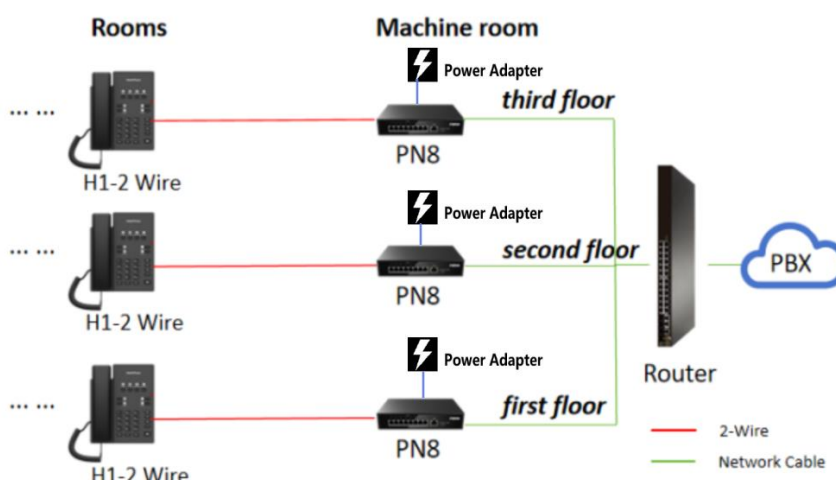 Rooms
Machine room
Power Adapter
third floor
... ...
PN8
H1-2 Wire
Power Adapter
second floor
... ...
PN8
PBX
H1-2 Wire
Power Adapter
Router
first floor
... ...
PN8
2-Wire
H1-2 Wire
Network Cable